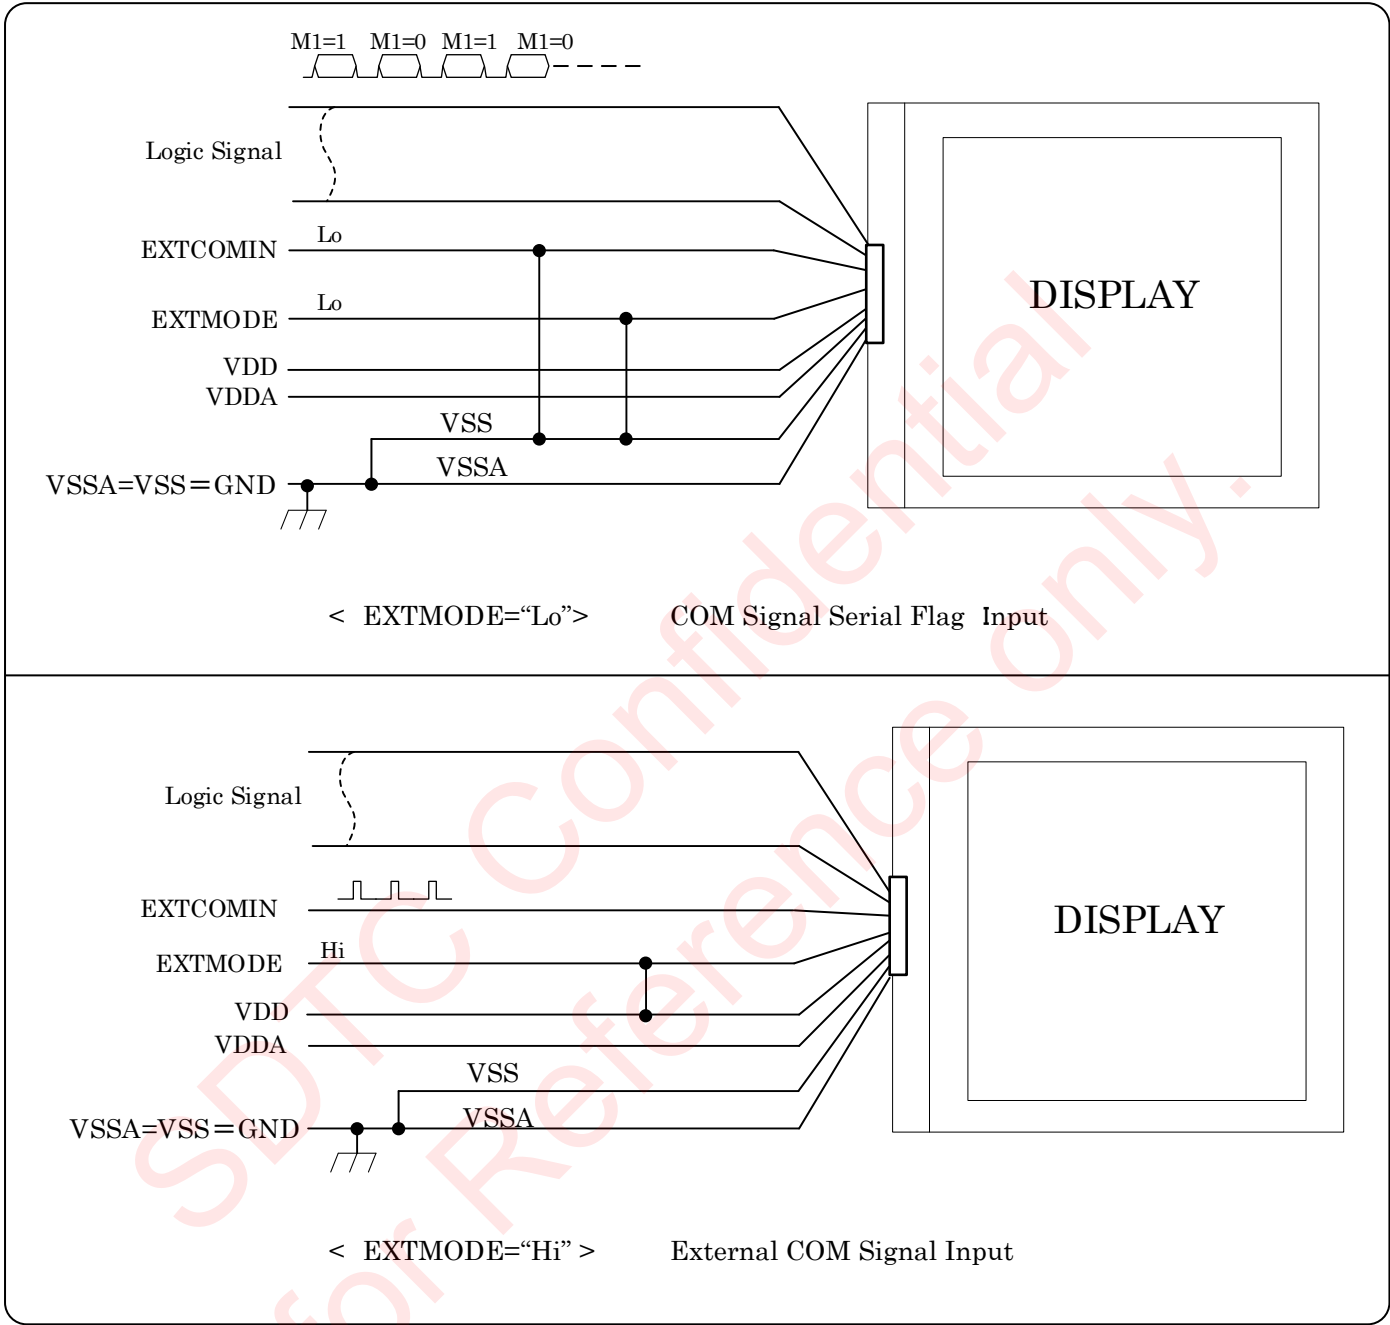 M1=1 M1=0 M1=1 M1=0
Logic Signal
EXTCOMIN
Lo
EXTMODE
Lo
VDD
VDDA
VSS
VSSA
VSSA=VSS=GND
DISPLAY
< EXTMODE=“Lo”> COM Signal Serial Flag Input
Logic Signal
EXTCOMIN
EXTMODE
Hi
VDD
VDDA
VSS
VSSA
VSSA=VSS=GND
DISPLAY
< EXTMODE=“Hi” > External COM Signal Input
SDTC Confidential
for Reference only.